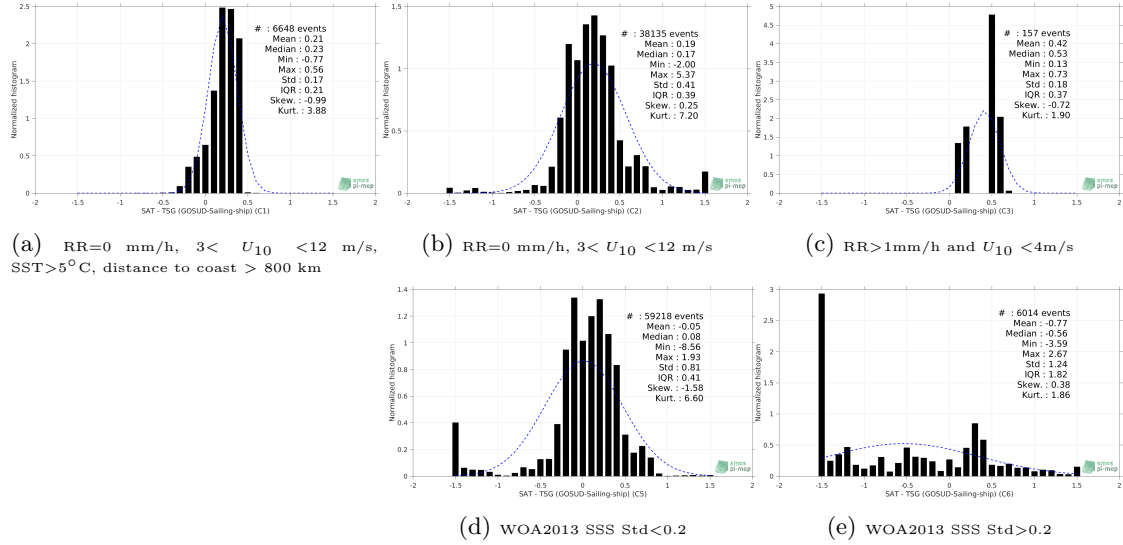 # : 6648 events
Mean : 0.21
Median : 0.23
Min : -0.77
Max : 0.56
Std : 0.17
IQR : 0.21
Skew. : -0.99
Kurt. : 3.88
Normalized histogram
2.5
2
1.5
1
0.5
0
-2
-1.5
-1
-0.5
0
0.5
1
1.5
2
SAT - TSG (GOSUD-Sailing-ship) (C1)
smos
pi-mep
(a) RR=0 mm/h, 3< U10 <12 m/s,
SST>5°C, distance to coast > 800 km
# : 38135 events
Mean : 0.19
Median : 0.17
Min : -2.00
Max : 5.37
Std : 0.41
IQR : 0.39
Skew. : 0.25
Kurt. : 7.20
Normalized histogram
1.5
1
0.5
0
-2
-1.5
-1
-0.5
0
0.5
1
1.5
2
SAT - TSG (GOSUD-Sailing-ship) (C2)
smos
pi-mep
(b) RR=0 mm/h, 3< U10 <12 m/s
# : 157 events
Mean : 0.42
Median : 0.53
Min : 0.13
Max : 0.73
Std : 0.18
IQR : 0.37
Skew. : -0.72
Kurt. : 1.90
Normalized histogram
5
4
3
2
1
0
-2
-1.5
-1
-0.5
0
0.5
1
1.5
2
SAT - TSG (GOSUD-Sailing-ship) (C3)
smos
pi-mep
(c) RR>1mm/h and U10 <4m/s
# : 59218 events
Mean : -0.05
Median : 0.08
Min : -8.56
Max : 1.93
Std : 0.81
IQR : 0.41
Skew. : -1.58
Kurt. : 6.60
Normalized histogram
1.4
1.2
1
0.8
0.6
0.4
0.2
0
-2
-1.5
-1
-0.5
0
0.5
1
1.5
2
SAT - TSG (GOSUD-Sailing-ship) (C5)
smos
pi-mep
(d) WOA2013 SSS Std<0.2
# : 6014 events
Mean : -0.77
Median : -0.56
Min : -3.59
Max : 2.67
Std : 1.24
IQR : 1.82
Skew. : 0.38
Kurt. : 1.86
Normalized histogram
3
2.5
2
1.5
1
0.5
0
-2
-1.5
-1
-0.5
0
0.5
1
1.5
2
SAT - TSG (GOSUD-Sailing-ship) (C6)
smos
pi-mep
(e) WOA2013 SSS Std>0.2